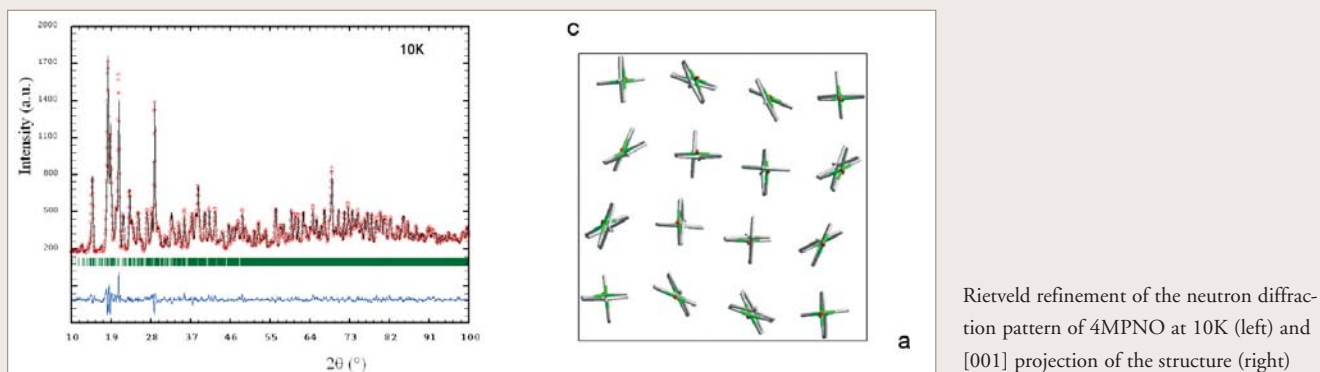 2000
1700
1400
1100
800
500
200
Intensity (a.u.)
10K
10 19 28 37 46 55 64 73 82 91 100
2θ (°)
c
a
Rietveld refinement of the neutron diffrac-
tion pattern of 4MPNO at 10K (left) and
[001] projection of the structure (right)